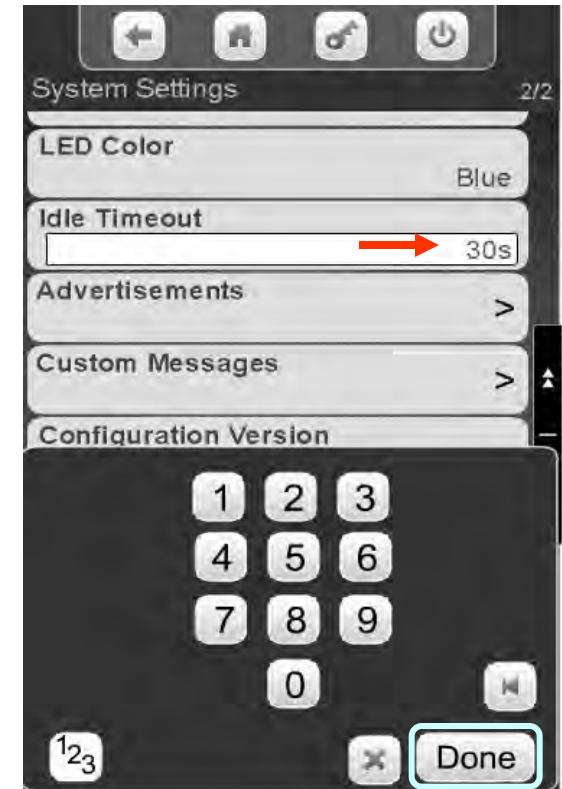 System Settings 2/2
LED Color
Blue
Idle Timeout
30s
Advertisements >
Custom Messages >
Configuration Version
1 2 3
4 5 6
7 8 9
0
123
Done